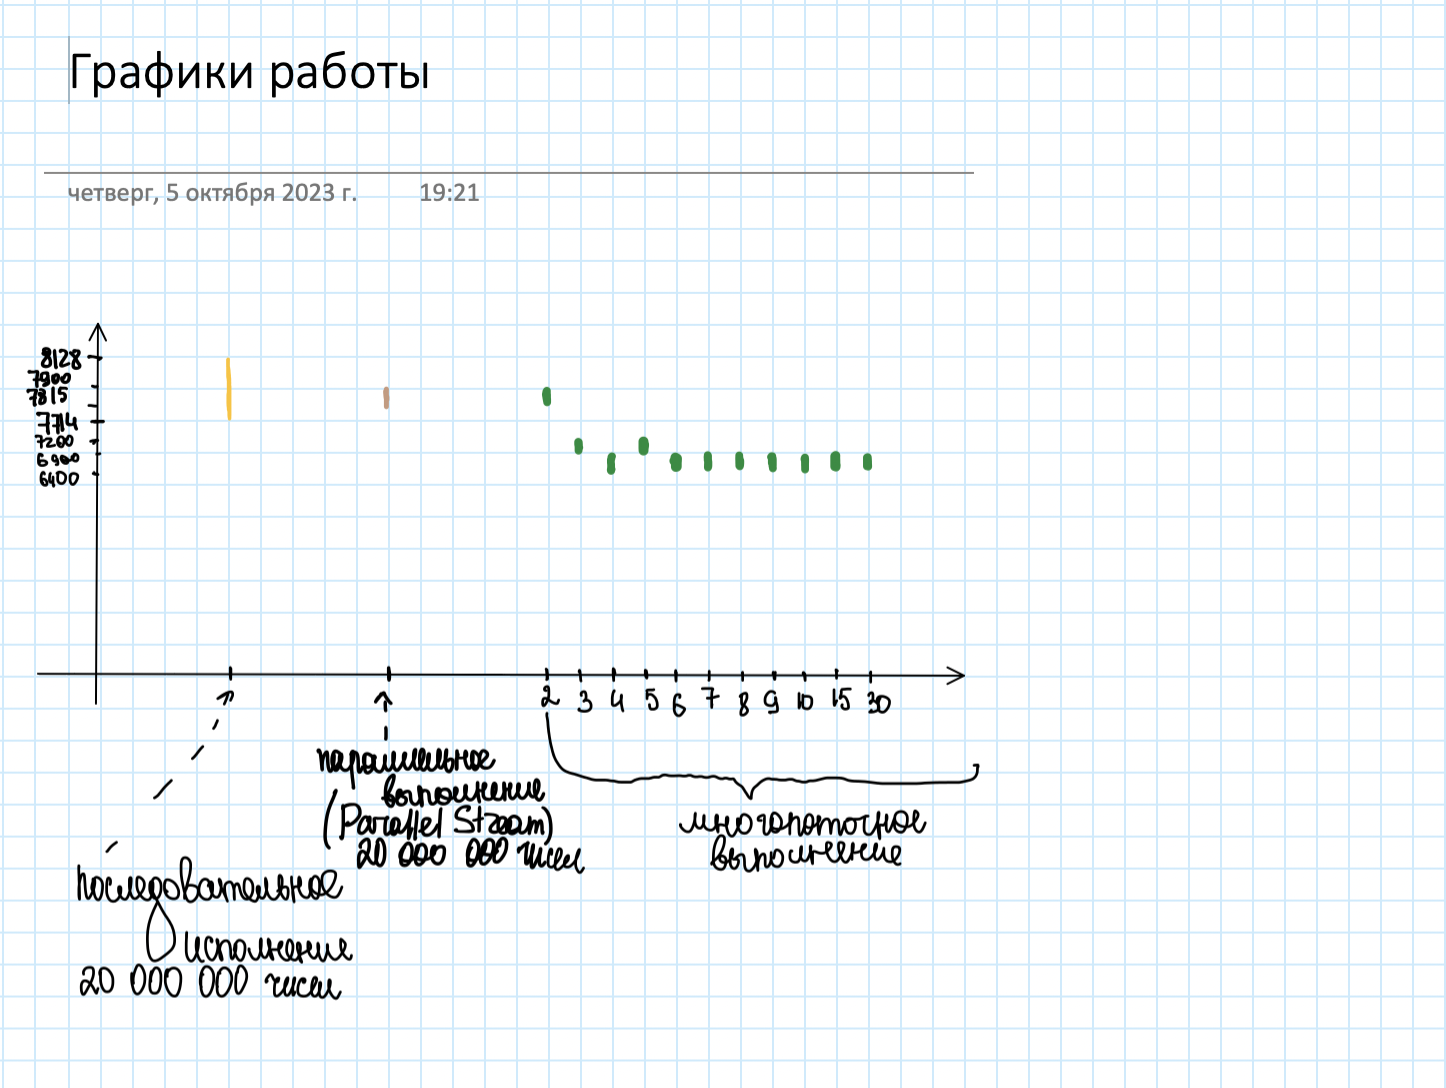 Графики работы
четверг, 5 октября 2023 г. 19:21
8128
7900
7815
7714
7200
6900
6400
2 3 4 5 6 7 8 9 10 15 30
параллельное
выполнение
(Parallel Stream)
20 000 000 чисел
многопоточное
выполнение
последовательное
исполнение
20 000 000 чисел